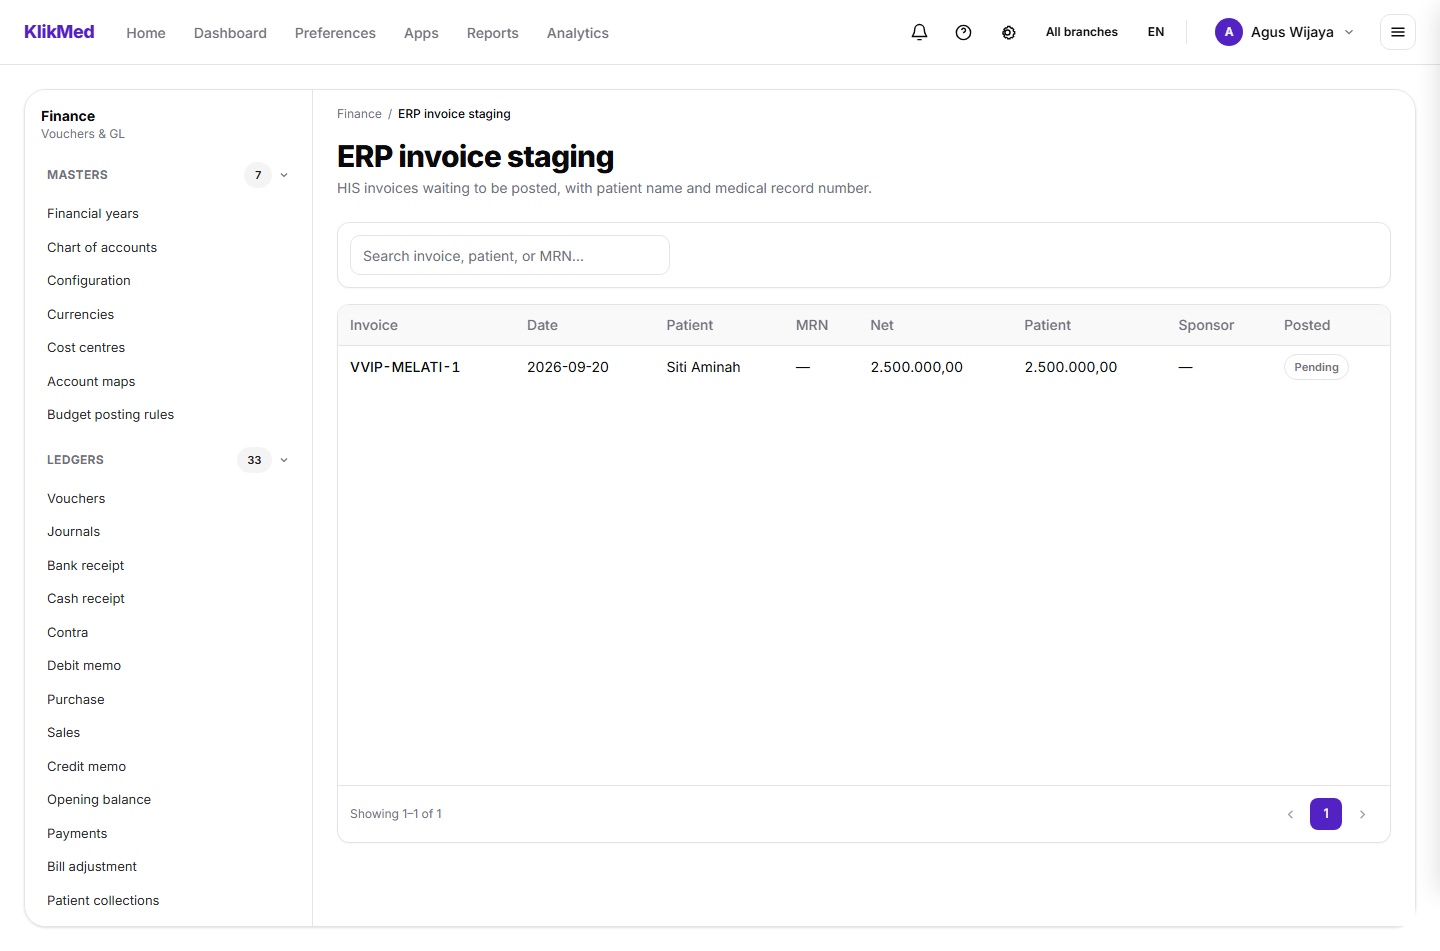 KlikMed Home Dashboard Preferences Apps Reports Analytics All branches EN A Agus Wijaya
Finance
Vouchers & GL
MASTERS 7
Financial years
Chart of accounts
Configuration
Currencies
Cost centres
Account maps
Budget posting rules
LEDGERS 33
Vouchers
Journals
Bank receipt
Cash receipt
Contra
Debit memo
Purchase
Sales
Credit memo
Opening balance
Payments
Bill adjustment
Patient collections
Finance / ERP invoice staging
ERP invoice staging
HIS invoices waiting to be posted, with patient name and medical record number.
Search invoice, patient, or MRN...
Invoice Date Patient MRN Net Patient Sponsor Posted
VVIP-MELATI-1 2026-09-20 Siti Aminah — 2.500.000,00 2.500.000,00 — Pending
Showing 1–1 of 1
1